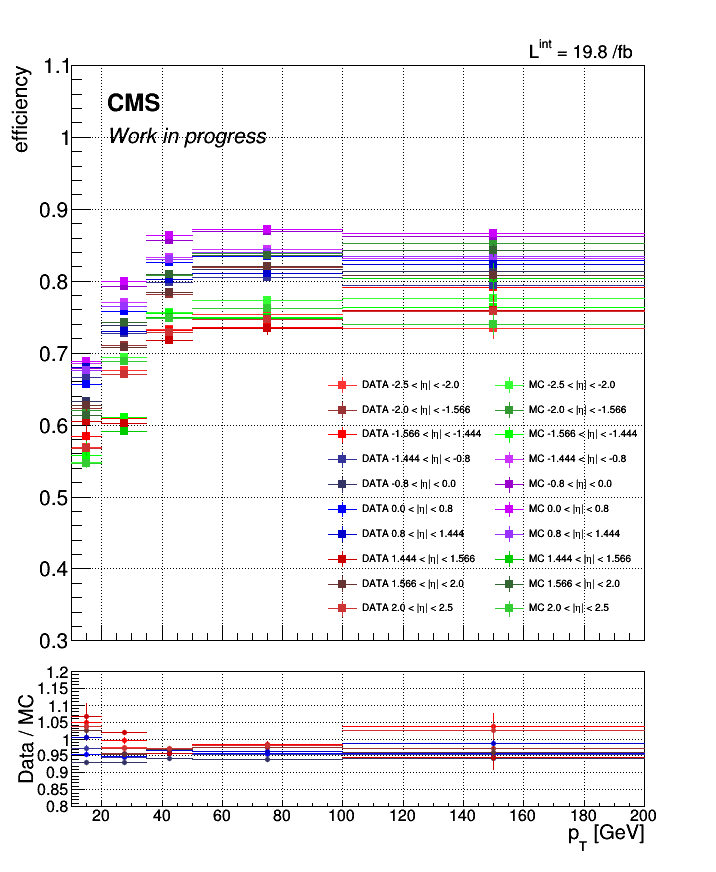 L^int = 19.8 /fb
efficiency
CMS
Work in progress
1.1
1
0.9
0.8
0.7
0.6
0.5
0.4
0.3
DATA -2.5 < |η| < -2.0
MC -2.5 < |η| < -2.0
DATA -2.0 < |η| < -1.566
MC -2.0 < |η| < -1.566
DATA -1.566 < |η| < -1.444
MC -1.566 < |η| < -1.444
DATA -1.444 < |η| < -0.8
MC -1.444 < |η| < -0.8
DATA -0.8 < |η| < 0.0
MC -0.8 < |η| < 0.0
DATA 0.0 < |η| < 0.8
MC 0.0 < |η| < 0.8
DATA 0.8 < |η| < 1.444
MC 0.8 < |η| < 1.444
DATA 1.444 < |η| < 1.566
MC 1.444 < |η| < 1.566
DATA 1.566 < |η| < 2.0
MC 1.566 < |η| < 2.0
DATA 2.0 < |η| < 2.5
MC 2.0 < |η| < 2.5
Data / MC
1.2
1.15
1.1
1.05
1
0.95
0.9
0.85
0.8
20 40 60 80 100 120 140 160 180 200
p_T [GeV]